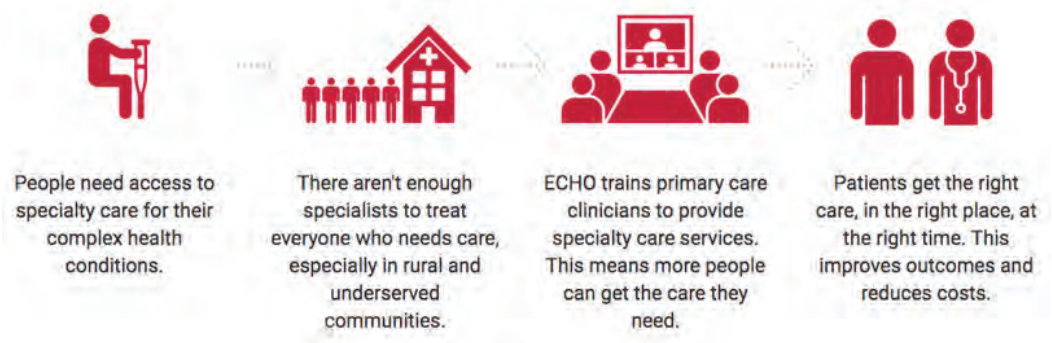 People need access to
specialty care for their
complex health
conditions.
There aren't enough
specialists to treat
everyone who needs care,
especially in rural and
underserved
communities.
ECHO trains primary care
clinicians to provide
specialty care services.
This means more people
can get the care they
need.
Patients get the right
care, in the right place, at
the right time. This
improves outcomes and
reduces costs.